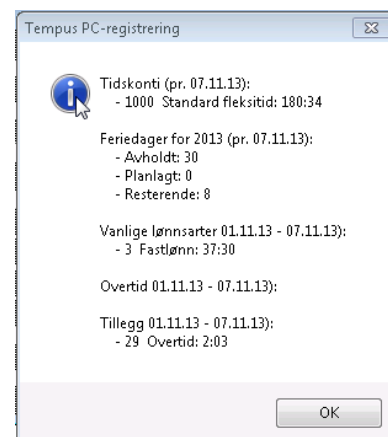 Tempus PC-registrering
Tidskonti (pr. 07.11.13):
- 1000 Standard fleksitid: 180:34
Feriedager for 2013 (pr. 07.11.13):
- Avholdt: 30
- Planlagt: 0
- Resterende: 8
Vanlige lønnsarter 01.11.13 - 07.11.13):
- 3 Fastlønn: 37:30
Overtid 01.11.13 - 07.11.13):
Tillegg 01.11.13 - 07.11.13):
- 29 Overtid: 2:03
OK